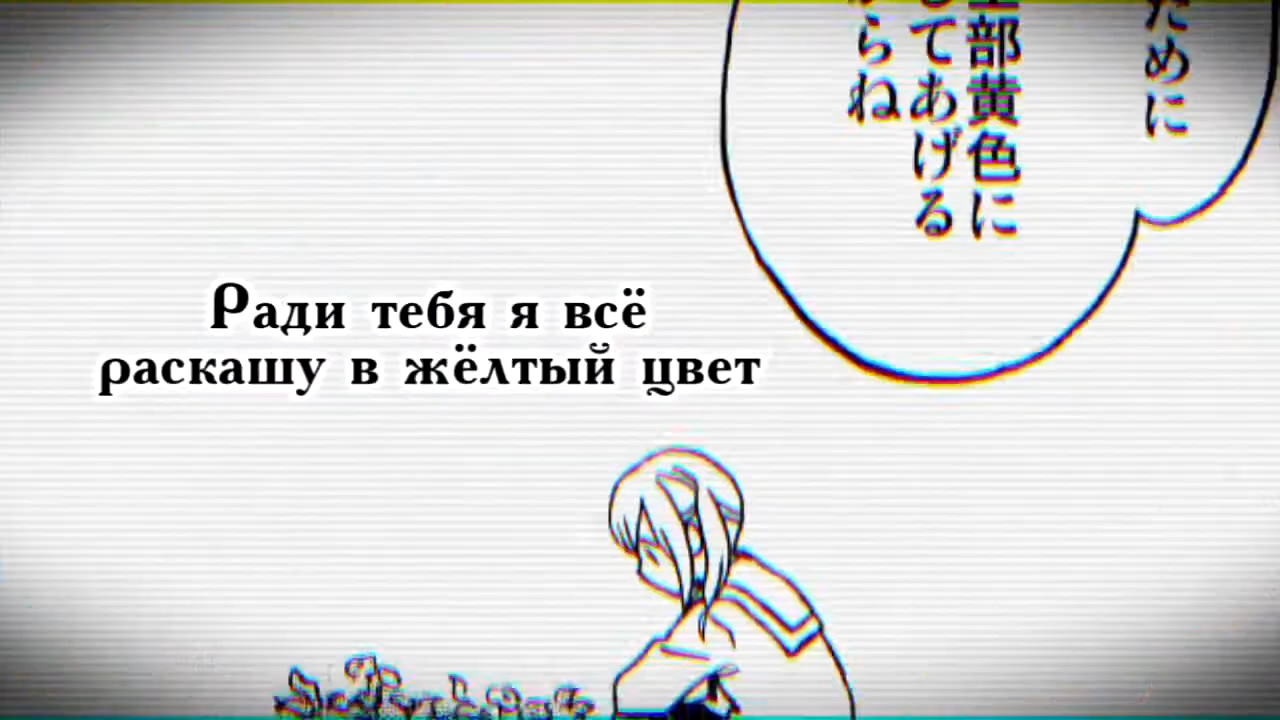 ために
部黄色に
てあげる
らね
Ради тебя я всё
раскашу в жёлтый цвет